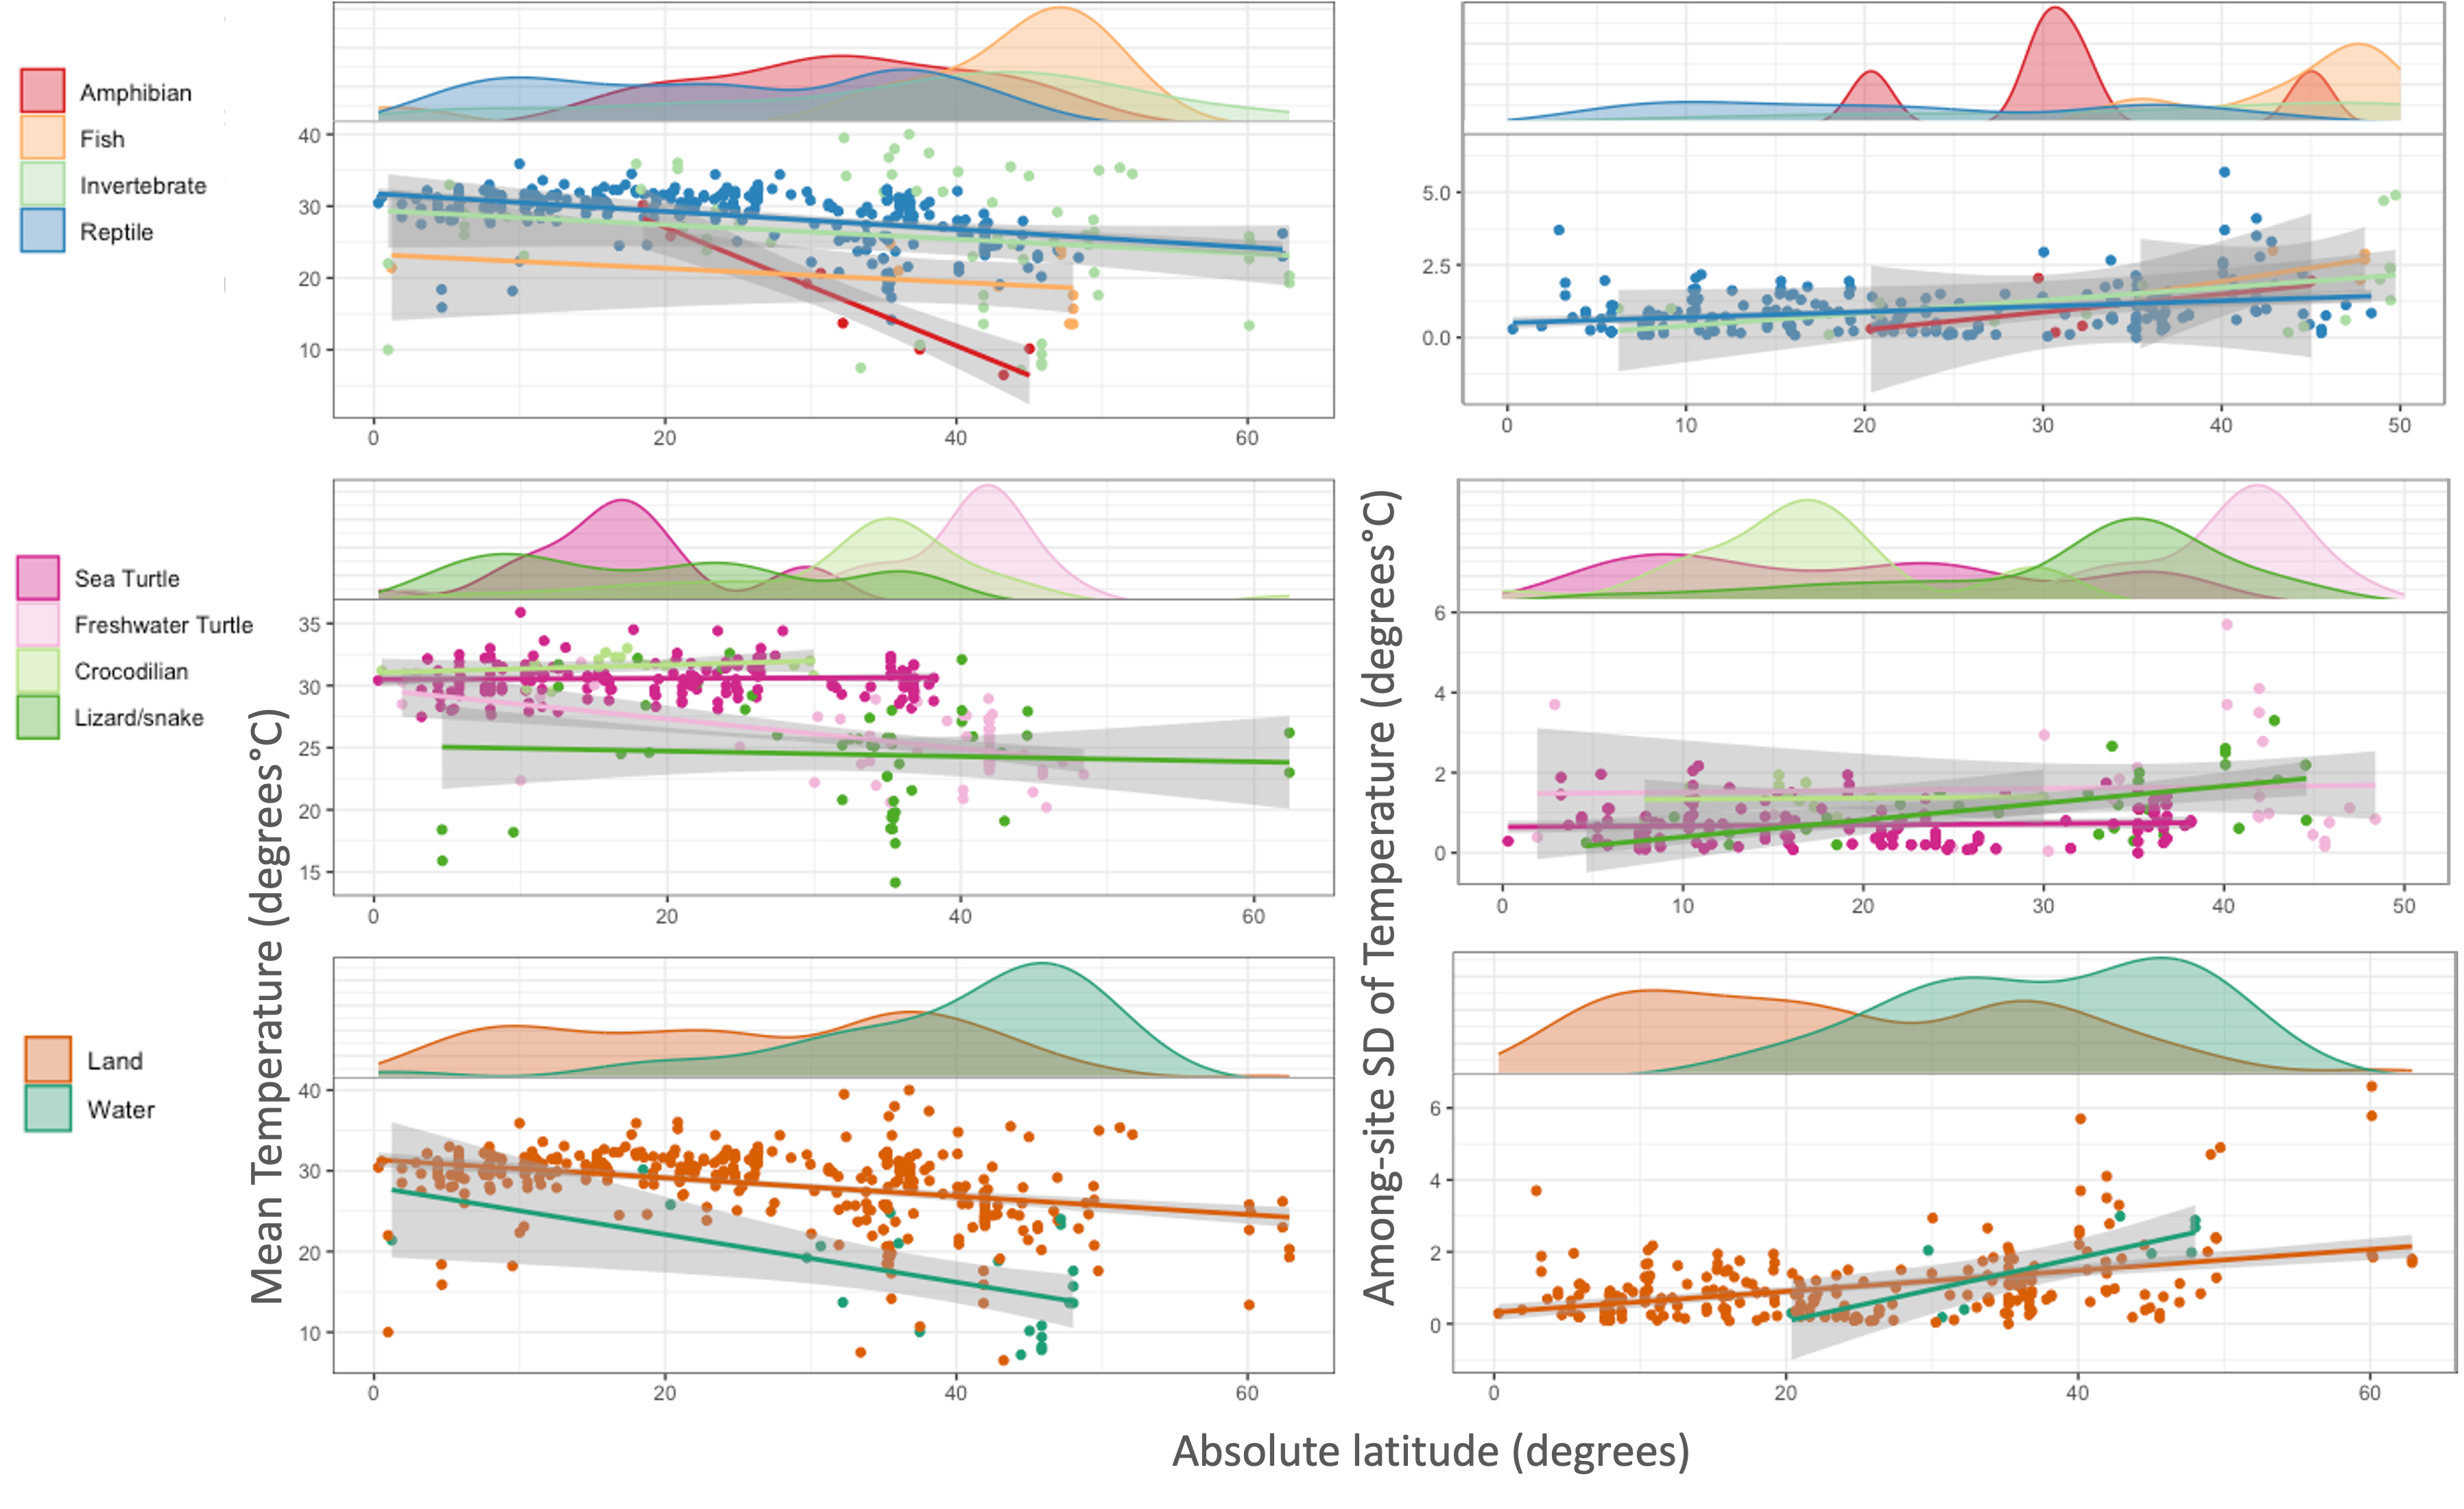 Amphibian
Fish
Invertebrate
Reptile
40
30
20
10
0 20 40 60
5.0
2.5
0.0
0 10 20 30 40 50
Sea Turtle
Freshwater Turtle
Crocodilian
Lizard/snake
35
30
25
20
15
0 20 40 60
6
4
2
0
0 10 20 30 40 50
Land
Water
40
30
20
10
0 20 40 60
6
4
2
0
0 20 40 60
Mean Temperature (degrees°C)
Among-site SD of Temperature (degrees°C)
Absolute latitude (degrees)